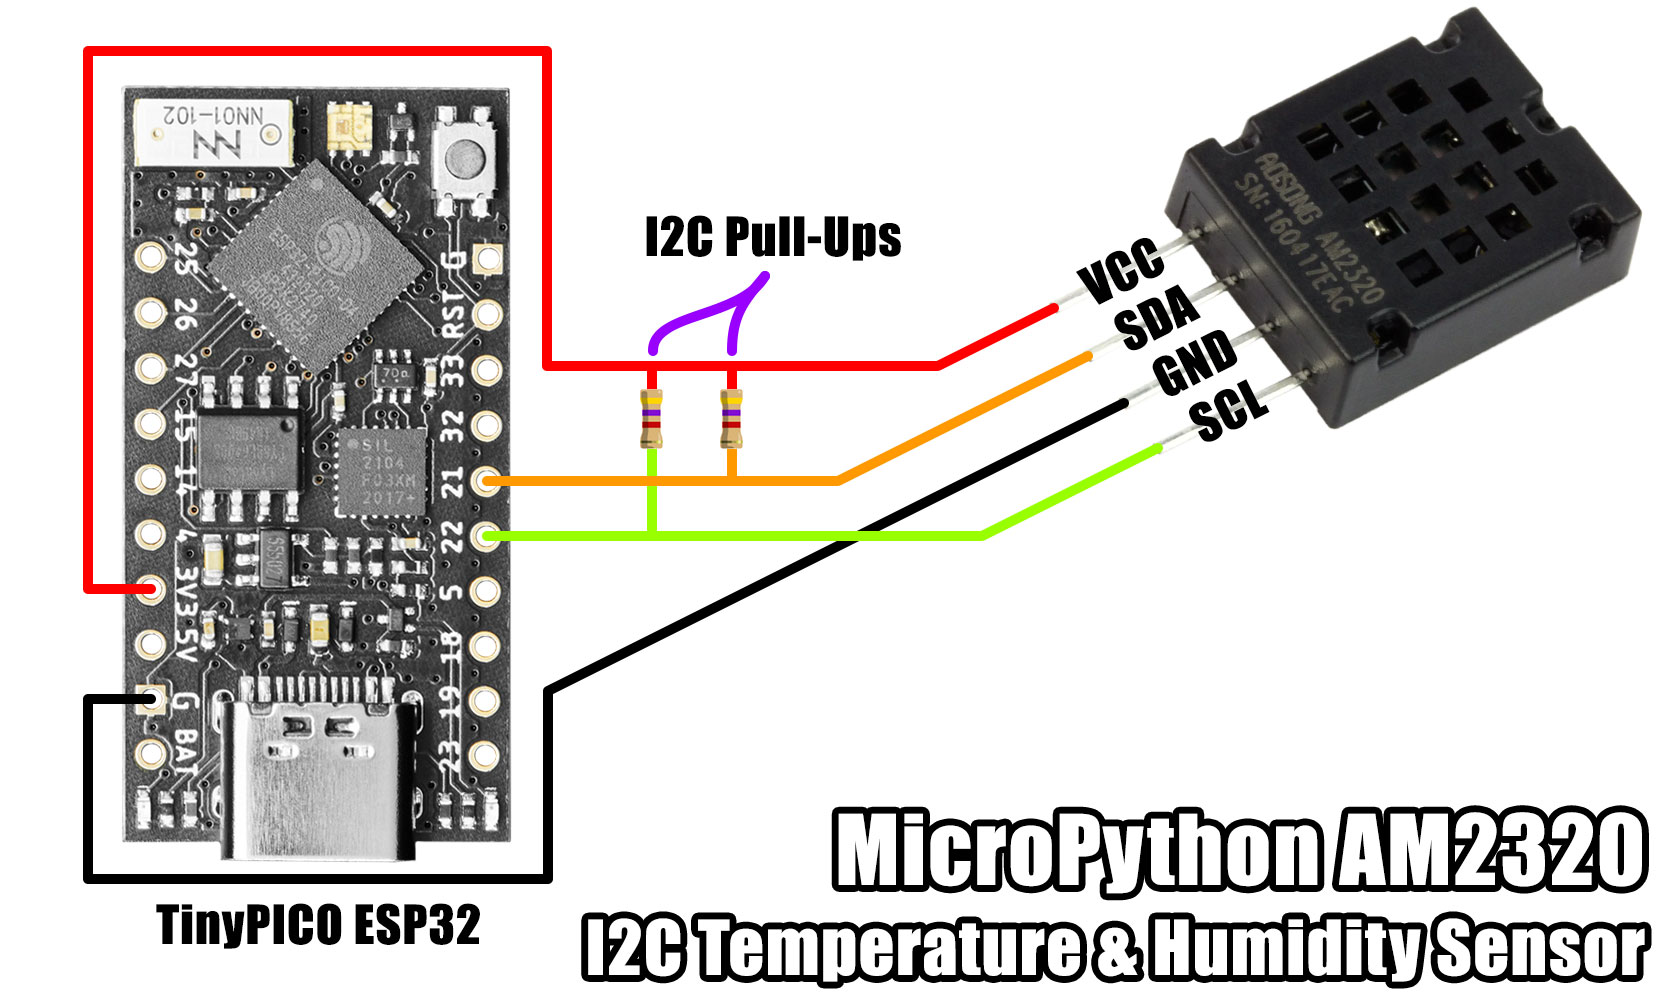 NN01-102
25
26
27
15
14
4
3V3
5V
G
BAT
G
RST
33
32
21
22
S
18
19
23
70a
SIL
2104
F03XM
2017+
I2C Pull-Ups
VCC
SDA
GND
SCL
AOSONG AM2320
SN:160417EAC
TinyPICO ESP32
MicroPython AM2320
I2C Temperature & Humidity Sensor